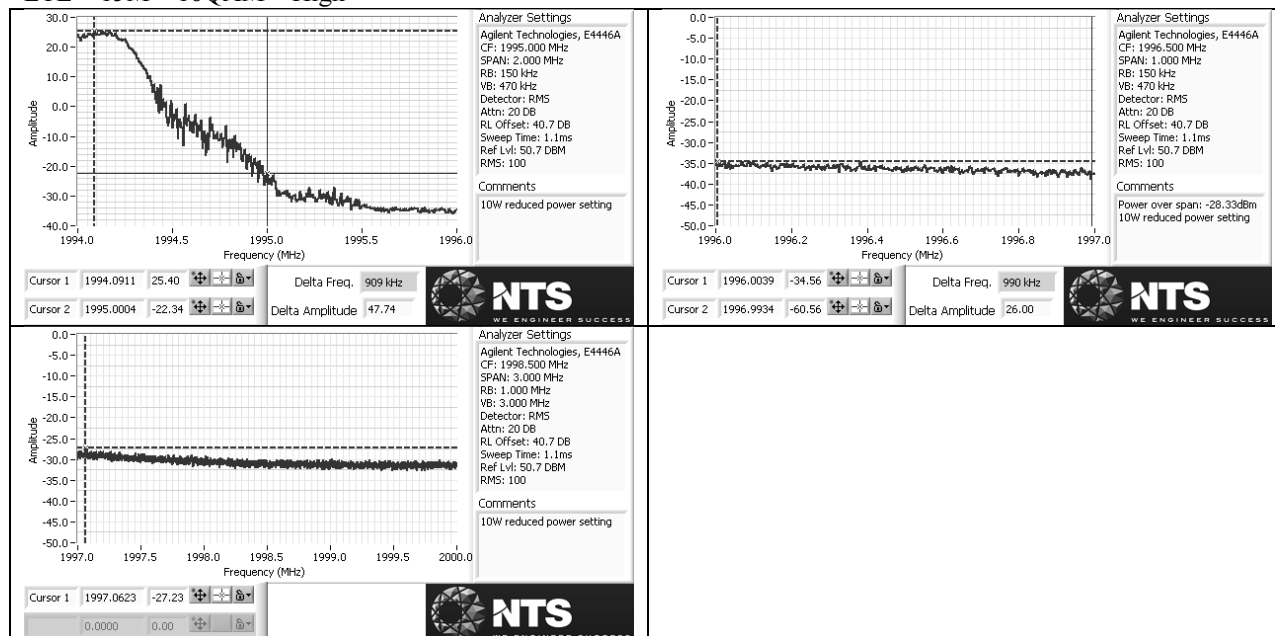 Analyzer Settings
Agilent Technologies, E4446A
CF: 1995.000 MHz
SPAN: 2.000 MHz
RB: 150 kHz
VB: 470 kHz
Detector: RMS
Attn: 20 DB
RL Offset: 40.7 DB
Sweep Time: 1.1ms
Ref Lvl: 50.7 DBM
RMS: 100
Comments
10W reduced power setting
Amplitude
30.0
20.0
10.0
0.0
-10.0
-20.0
-30.0
-40.0
1994.0 1994.5 1995.0 1995.5 1996.0
Frequency (MHz)
Cursor 1 1994.0911 25.40
Cursor 2 1995.0004 -22.34
Delta Freq. 909 kHz
Delta Amplitude 47.74
NTS
WE ENGINEER SUCCESS
Analyzer Settings
Agilent Technologies, E4446A
CF: 1996.500 MHz
SPAN: 1.000 MHz
RB: 150 kHz
VB: 470 kHz
Detector: RMS
Attn: 20 DB
RL Offset: 40.7 DB
Sweep Time: 1.1ms
Ref Lvl: 50.7 DBM
RMS: 100
Comments
Power over span: -28.33dBm
10W reduced power setting
Amplitude
0.0
-5.0
-10.0
-15.0
-20.0
-25.0
-30.0
-35.0
-40.0
-45.0
-50.0
1996.0 1996.2 1996.4 1996.6 1996.8 1997.0
Frequency (MHz)
Cursor 1 1996.0039 -34.56
Cursor 2 1996.9934 -60.56
Delta Freq. 990 kHz
Delta Amplitude 26.00
NTS
WE ENGINEER SUCCESS
Analyzer Settings
Agilent Technologies, E4446A
CF: 1998.500 MHz
SPAN: 3.000 MHz
RB: 1.000 MHz
VB: 3.000 MHz
Detector: RMS
Attn: 20 DB
RL Offset: 40.7 DB
Sweep Time: 1.1ms
Ref Lvl: 50.7 DBM
RMS: 100
Comments
10W reduced power setting
Amplitude
0.0
-5.0
-10.0
-15.0
-20.0
-25.0
-30.0
-35.0
-40.0
-45.0
-50.0
1997.0 1997.5 1998.0 1998.5 1999.0 1999.5 2000.0
Frequency (MHz)
Cursor 1 1997.0623 -27.23
0.0000 0.00
NTS